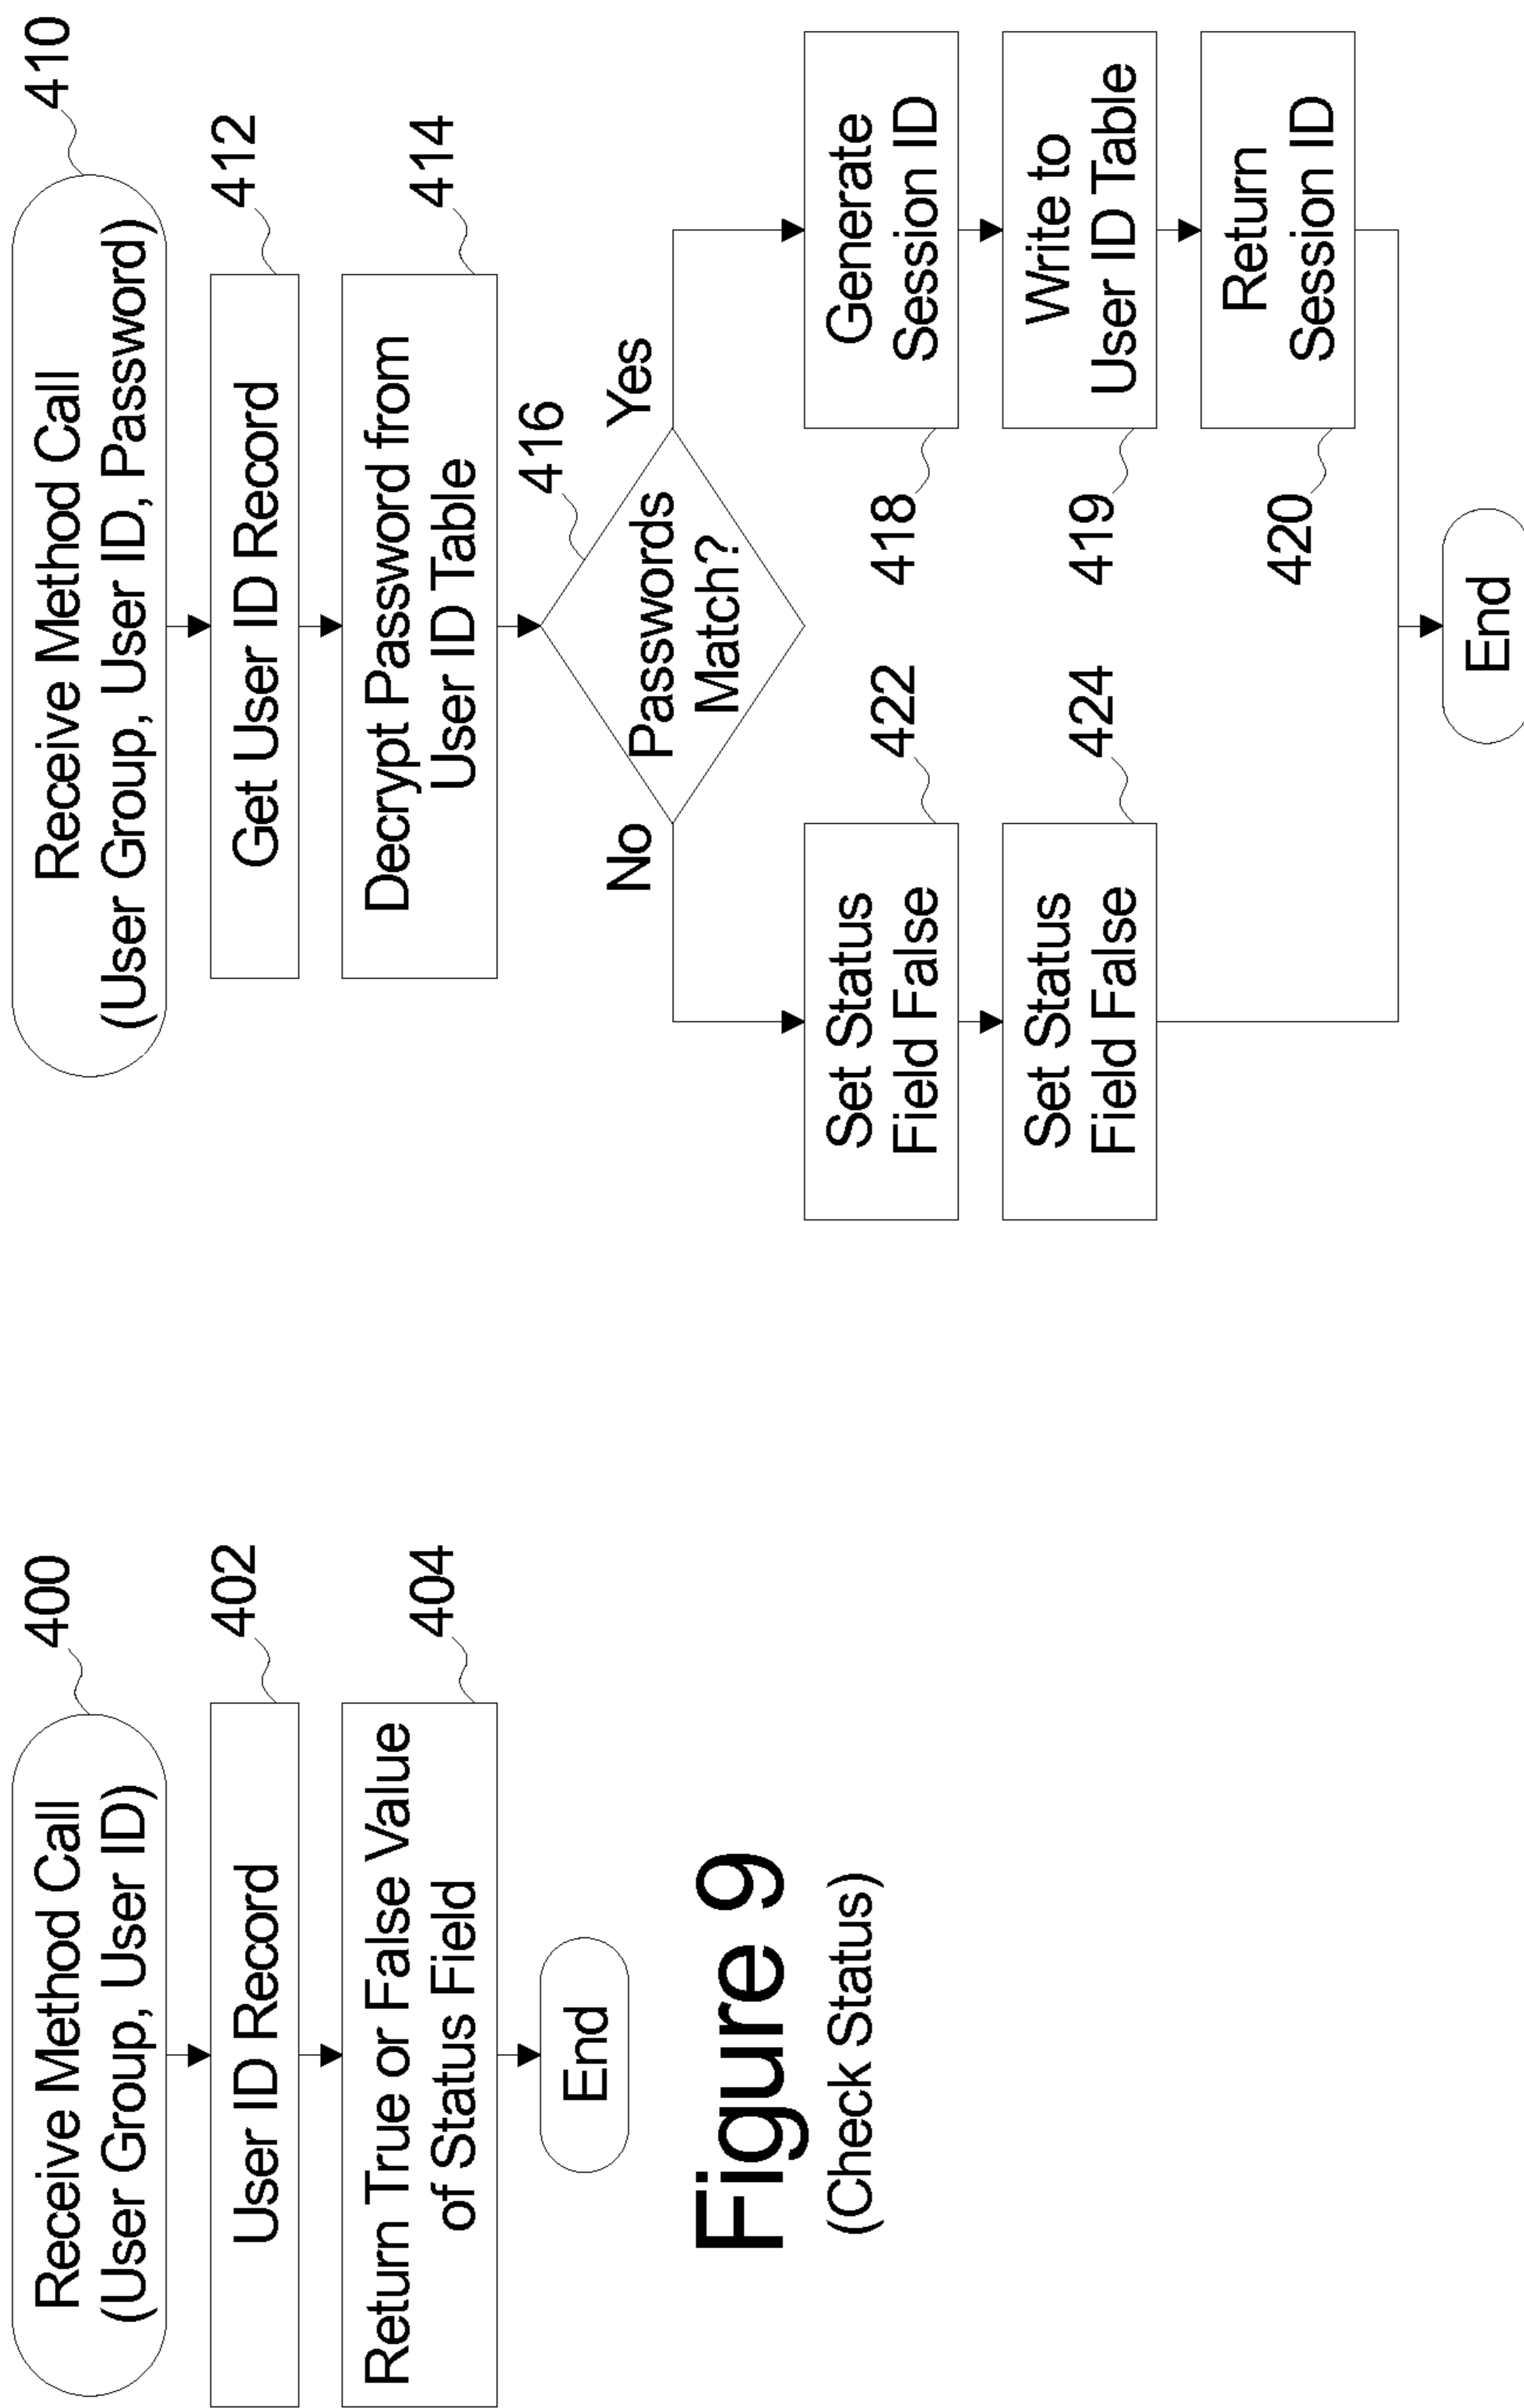 400
Receive Method Call
(User Group, User ID)
402
User ID Record
404
Return True or False Value
of Status Field
End
Figure 9
(Check Status)
410
Receive Method Call
(User Group, User ID, Password)
412
Get User ID Record
414
Decrypt Password from
User ID Table
416
Passwords
Match?
No
Yes
422
Set Status
Field False
424
Set Status
Field False
418
Generate
Session ID
419
Write to
User ID Table
420
Return
Session ID
End